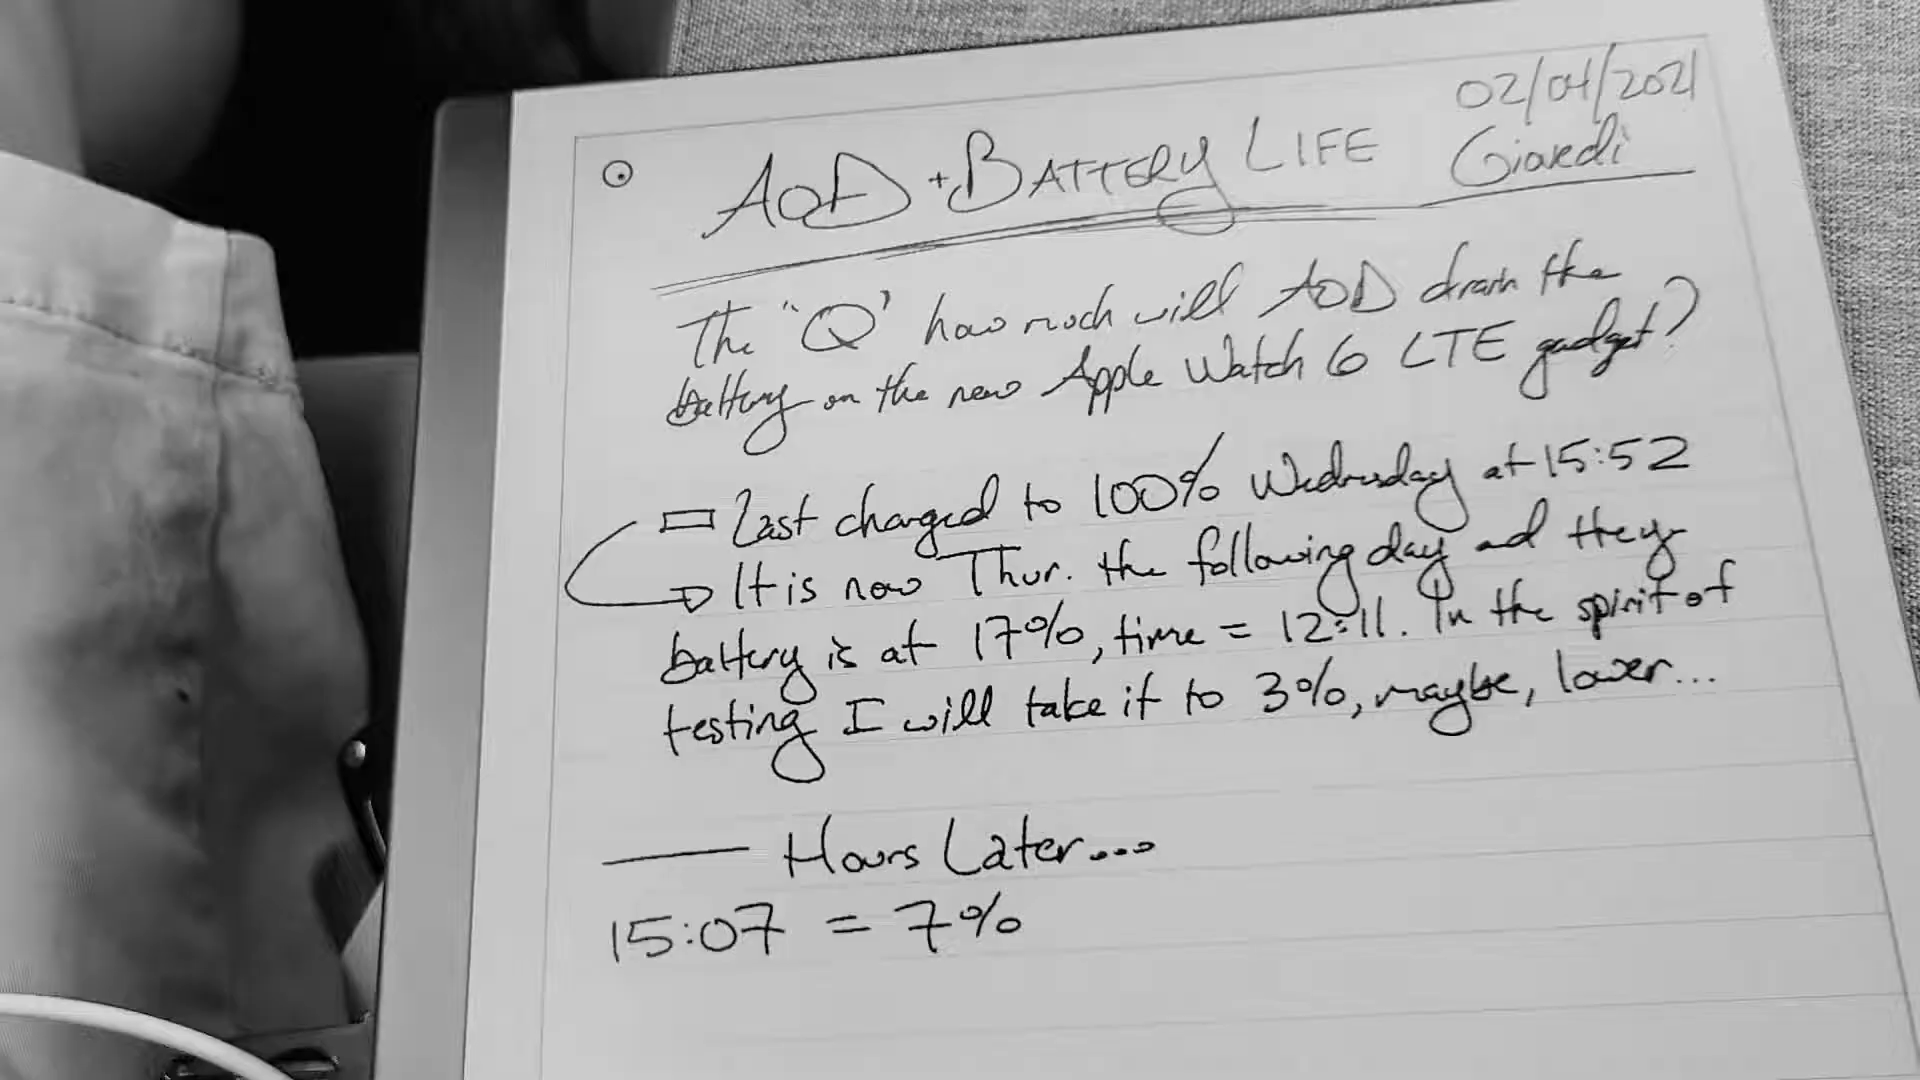 02/04/2021
AOD + BATTERY LIFE Giaredi
The "Q" how much will AOD drain the
battery on the new Apple Watch 6 LTE gadget?
Last charged to 100% Wednesday at 15:52
It is now Thur. the following day ad they
battery is at 17%, time = 12:11. In the spirit of
testing I will take it to 3%, maybe, lower...
Hours Later...
15:07 = 7%